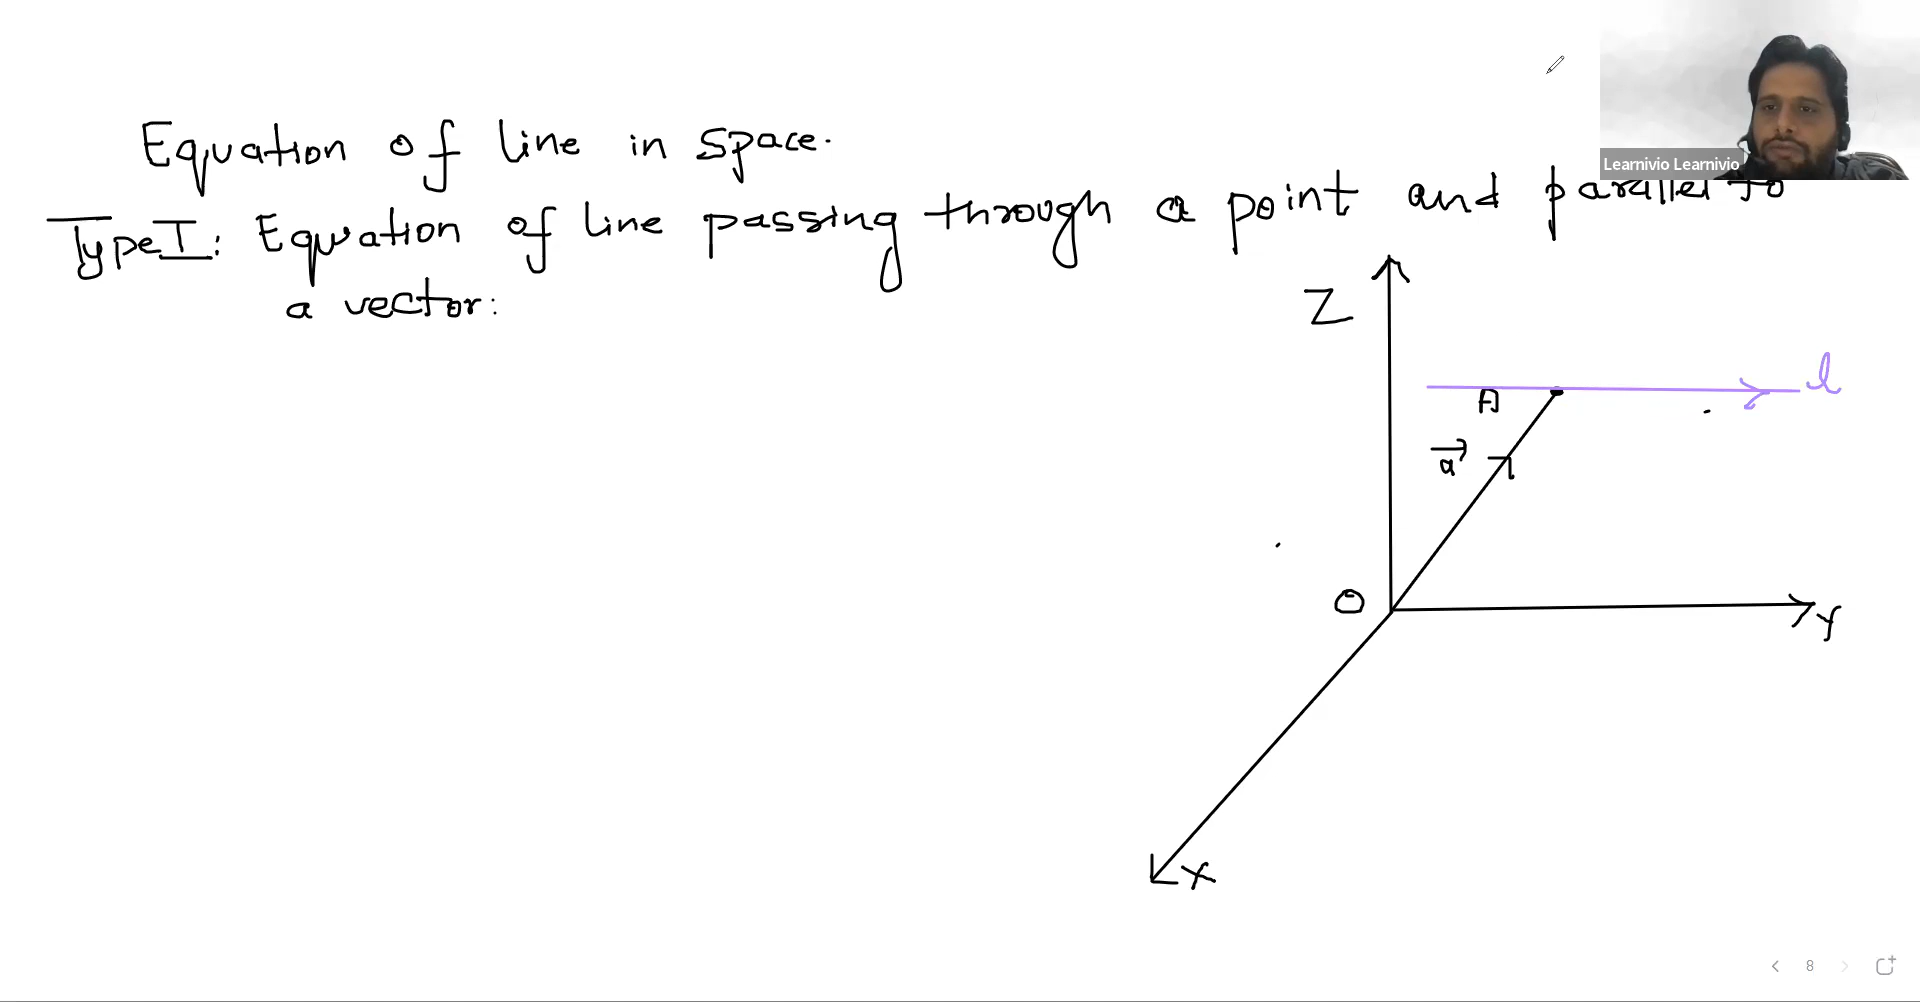 Equation of line in space.
Type I: Equation of line passing through a point and parallel to
a vector:
Learnivio Learnivio
Z
l
A
a
O
Y
X
8